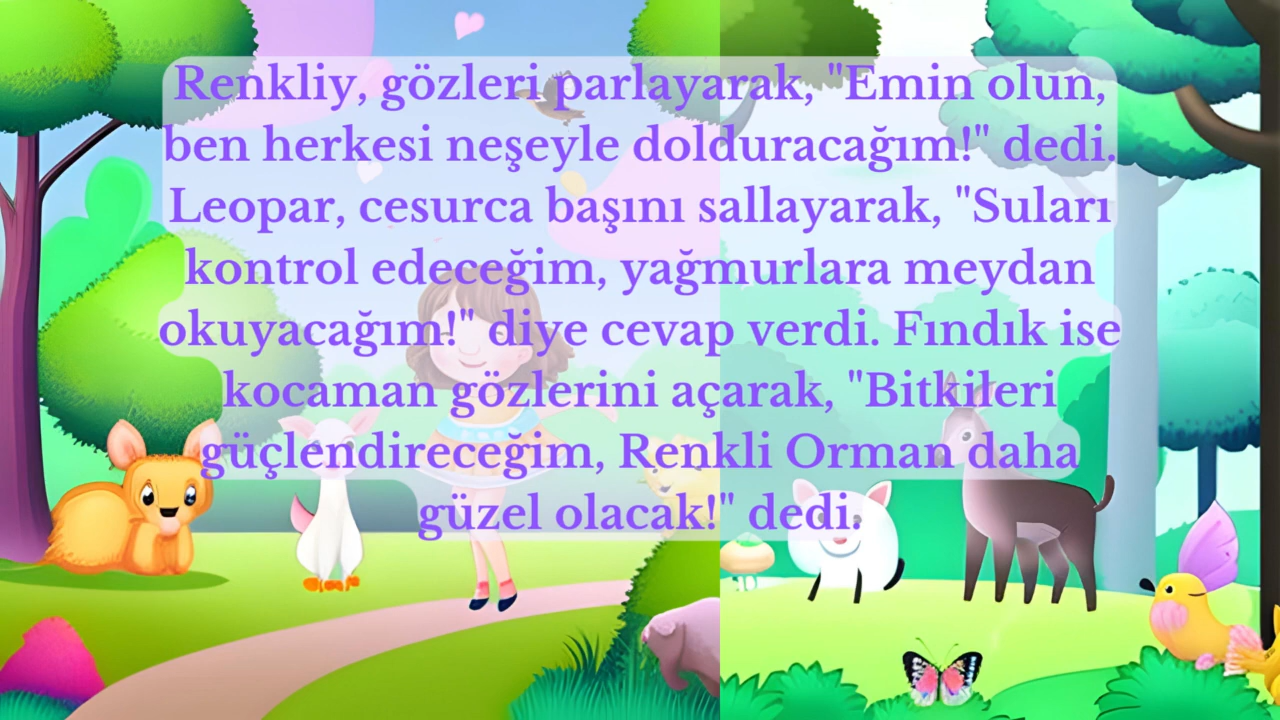 Renkliy, gözleri parlayarak, "Emin olun,
ben herkesi neşeyle dolduracağım!" dedi.
Leopar, cesurca başını sallayarak, "Suları
kontrol edeceğim, yağmurlara meydan
okuyacağım!" diye cevap verdi. Fındık ise
kocaman gözlerini açarak, "Bitkileri
güçlendireceğim, Renkli Orman daha
güzel olacak!" dedi.